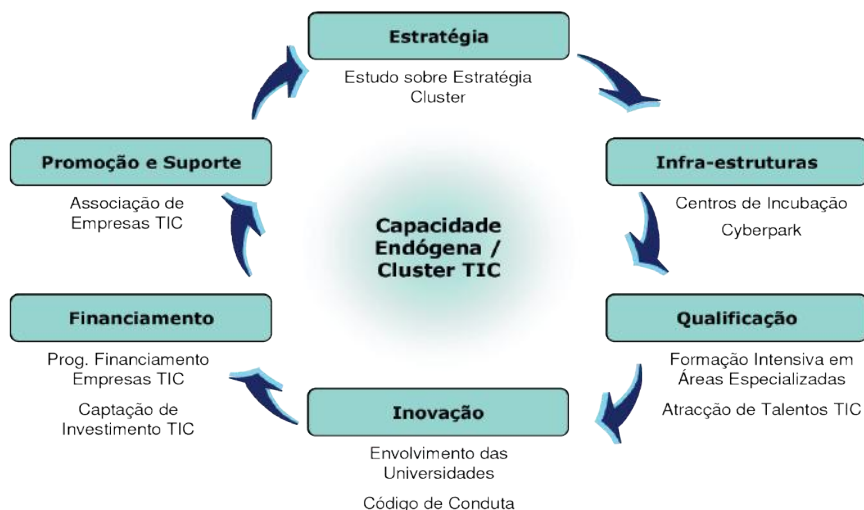 Estratégia
Estudo sobre Estratégia
Cluster
Promoção e Suporte
Associação de
Empresas TIC
Infra-estruturas
Centros de Incubação
Cyberpark
Capacidade
Endógena /
Cluster TIC
Financiamento
Prog. Financiamento
Empresas TIC
Captação de
Investimento TIC
Qualificação
Formação Intensiva em
Áreas Especializadas
Atracção de Talentos TIC
Inovação
Envolvimento das
Universidades
Código de Conduta